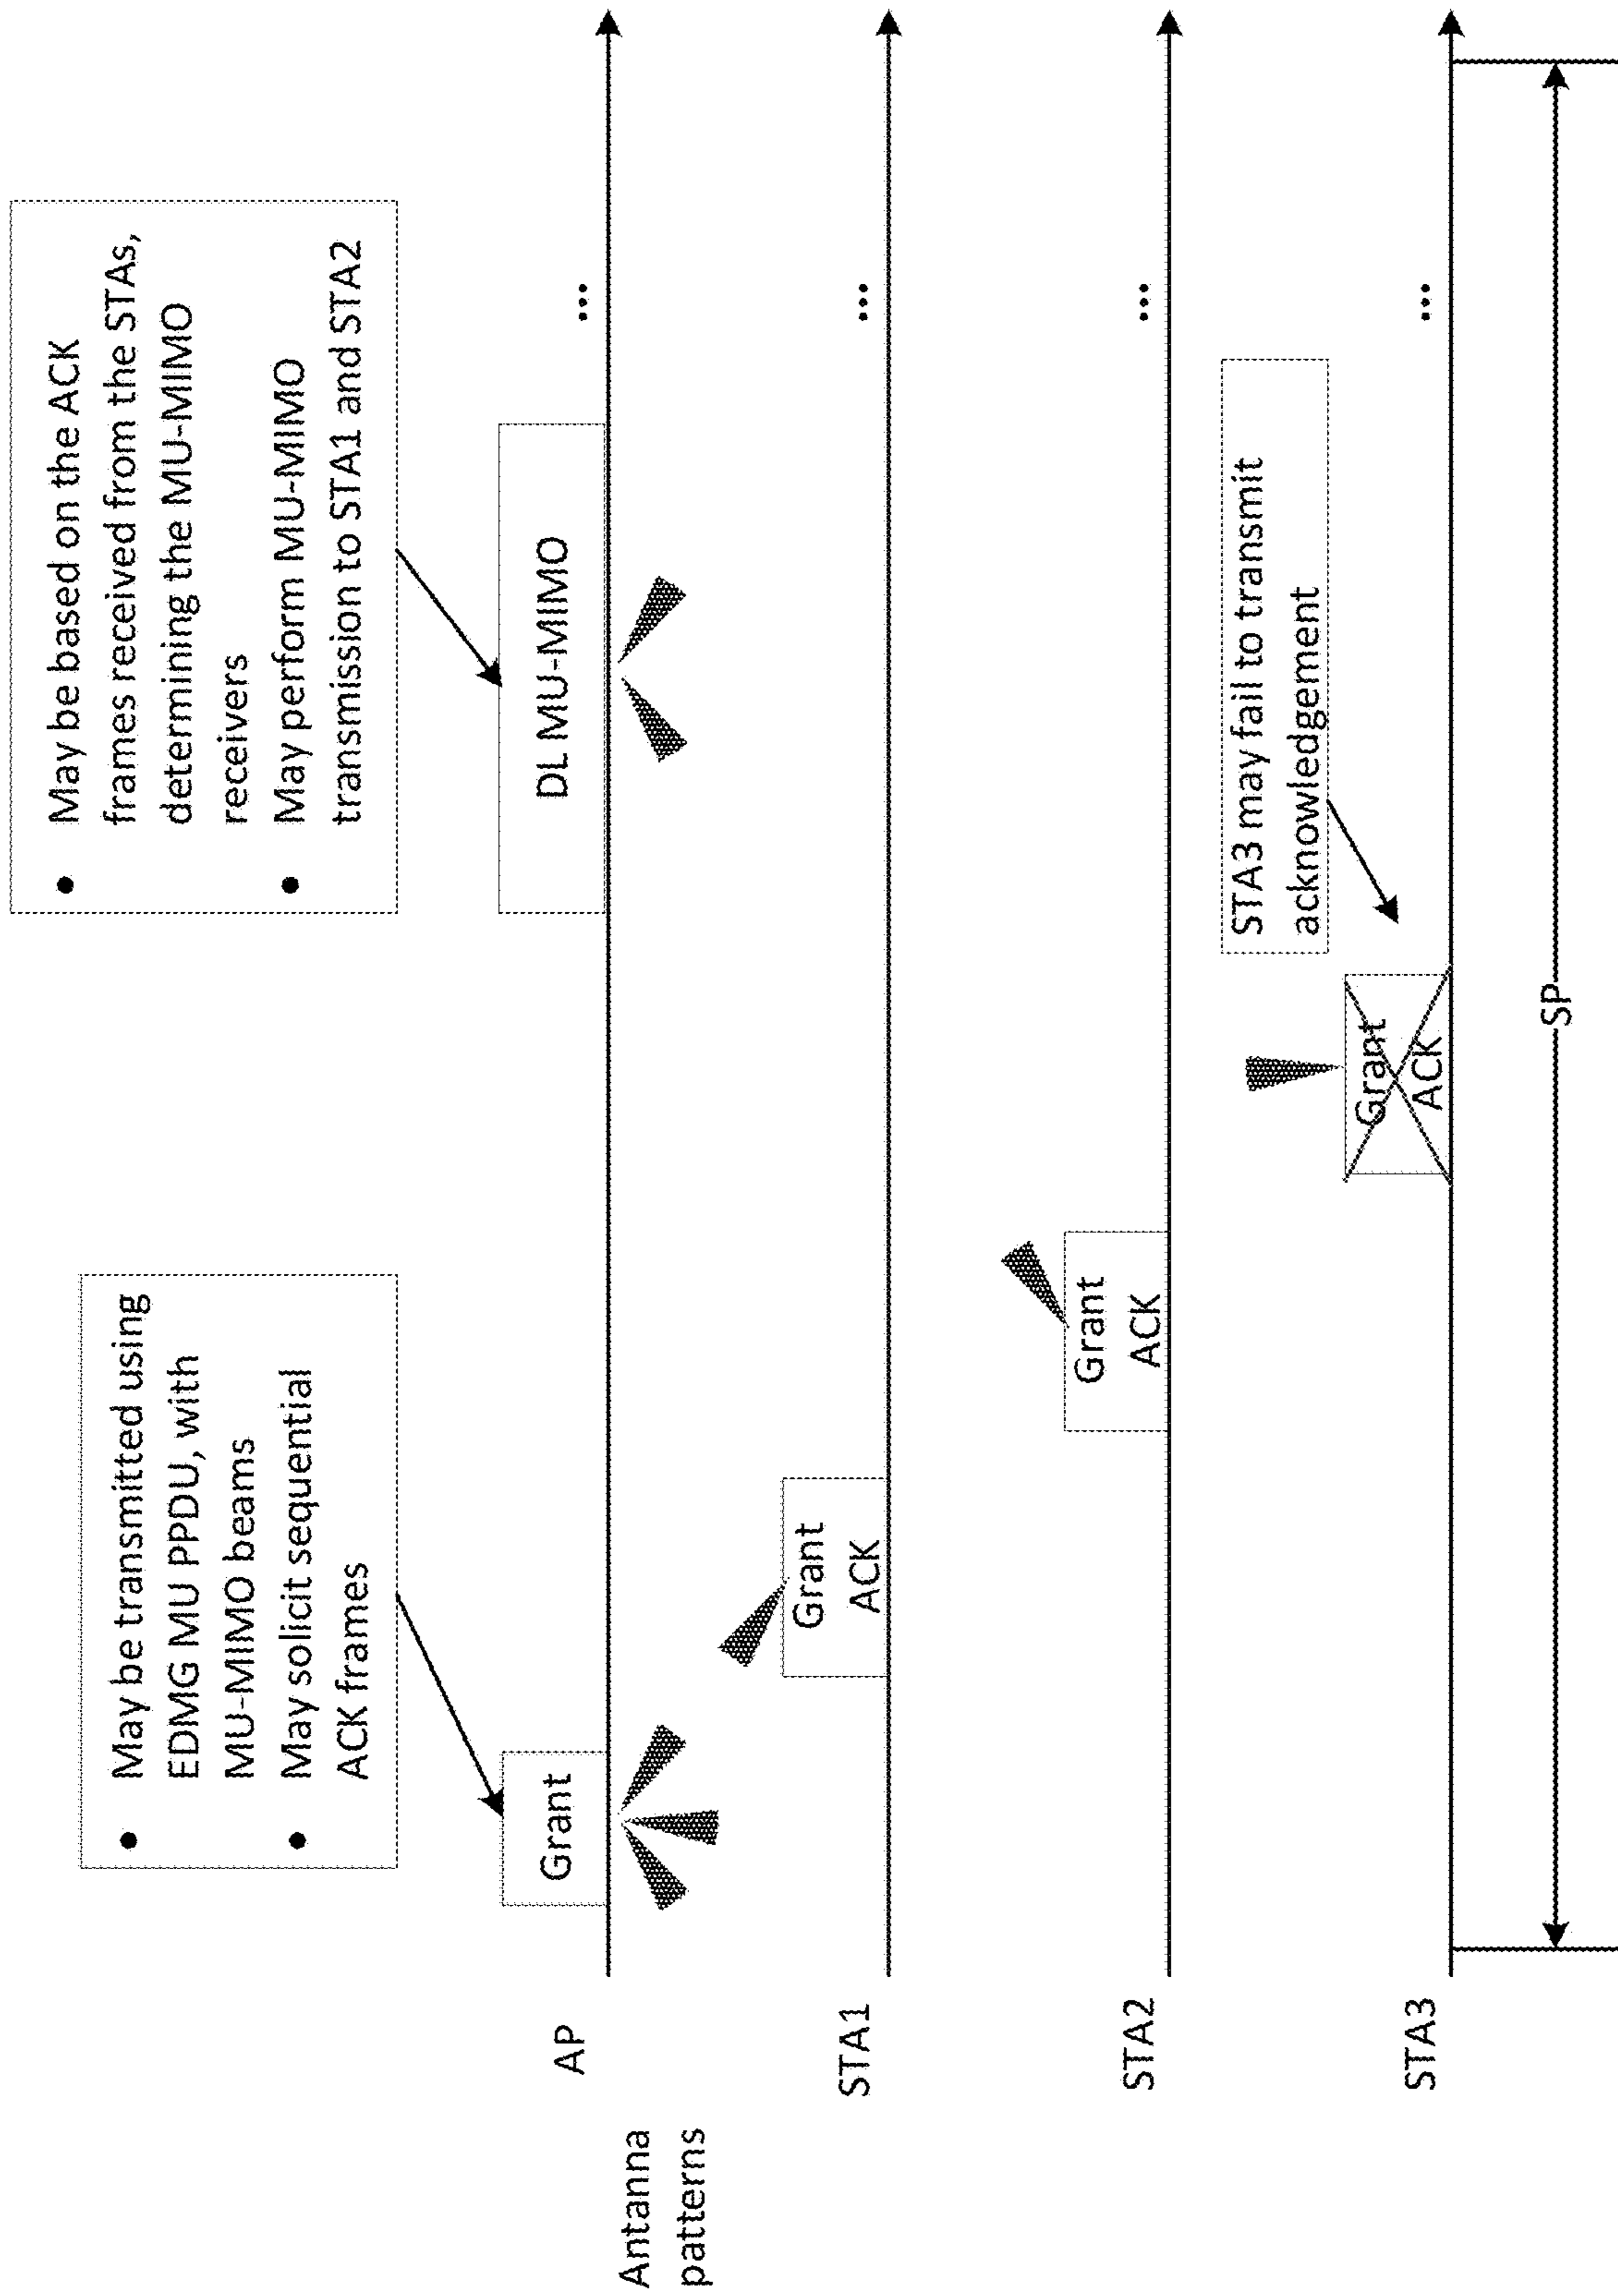 • May be transmitted using
EDMG MU PPDU, with
MU-MIMO beams
• May solicit sequential
ACK frames
• May be based on the ACK
frames received from the STAs,
determining the MU-MIMO
receivers
• May perform MU-MIMO
transmission to STA1 and STA2
AP
Grant
DL MU-MIMO
...
Antanna
patterns
STA1
Grant
ACK
...
STA2
Grant
ACK
...
STA3 may fail to transmit
acknowledgement
STA3
Grant
ACK
...
SP